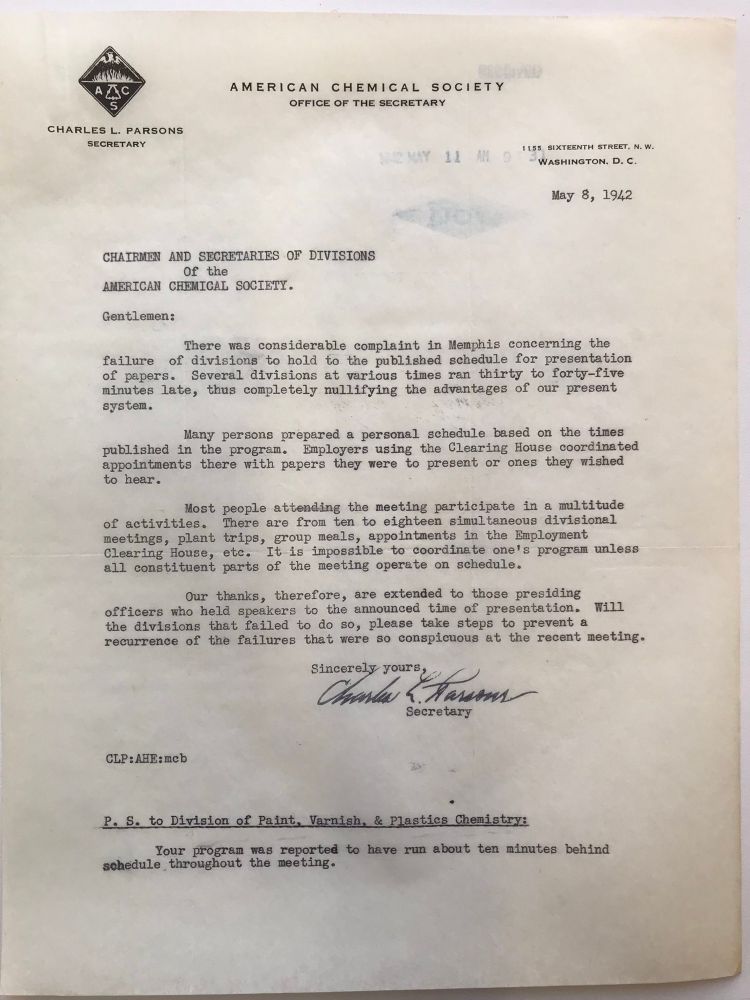 A C
S
AMERICAN CHEMICAL SOCIETY
OFFICE OF THE SECRETARY
CHARLES L. PARSONS
SECRETARY
1155 SIXTEENTH STREET, N. W.
WASHINGTON, D. C.
MAY 11 AM 9
May 8, 1942
CHAIRMEN AND SECRETARIES OF DIVISIONS
Of the
AMERICAN CHEMICAL SOCIETY.
Gentlemen:
There was considerable complaint in Memphis concerning the
failure of divisions to hold to the published schedule for presentation
of papers. Several divisions at various times ran thirty to forty-five
minutes late, thus completely nullifying the advantages of our present
system.
Many persons prepared a personal schedule based on the times
published in the program. Employers using the Clearing House coordinated
appointments there with papers they were to present or ones they wished
to hear.
Most people attending the meeting participate in a multitude
of activities. There are from ten to eighteen simultaneous divisional
meetings, plant trips, group meals, appointments in the Employment
Clearing House, etc. It is impossible to coordinate one's program unless
all constituent parts of the meeting operate on schedule.
Our thanks, therefore, are extended to those presiding
officers who held speakers to the announced time of presentation. Will
the divisions that failed to do so, please take steps to prevent a
recurrence of the failures that were so conspicuous at the recent meeting.
Sincerely yours,
Charles L. Parsons
Secretary
CLP:AHE:mcb
P. S. to Division of Paint, Varnish, & Plastics Chemistry:
Your program was reported to have run about ten minutes behind
schedule throughout the meeting.